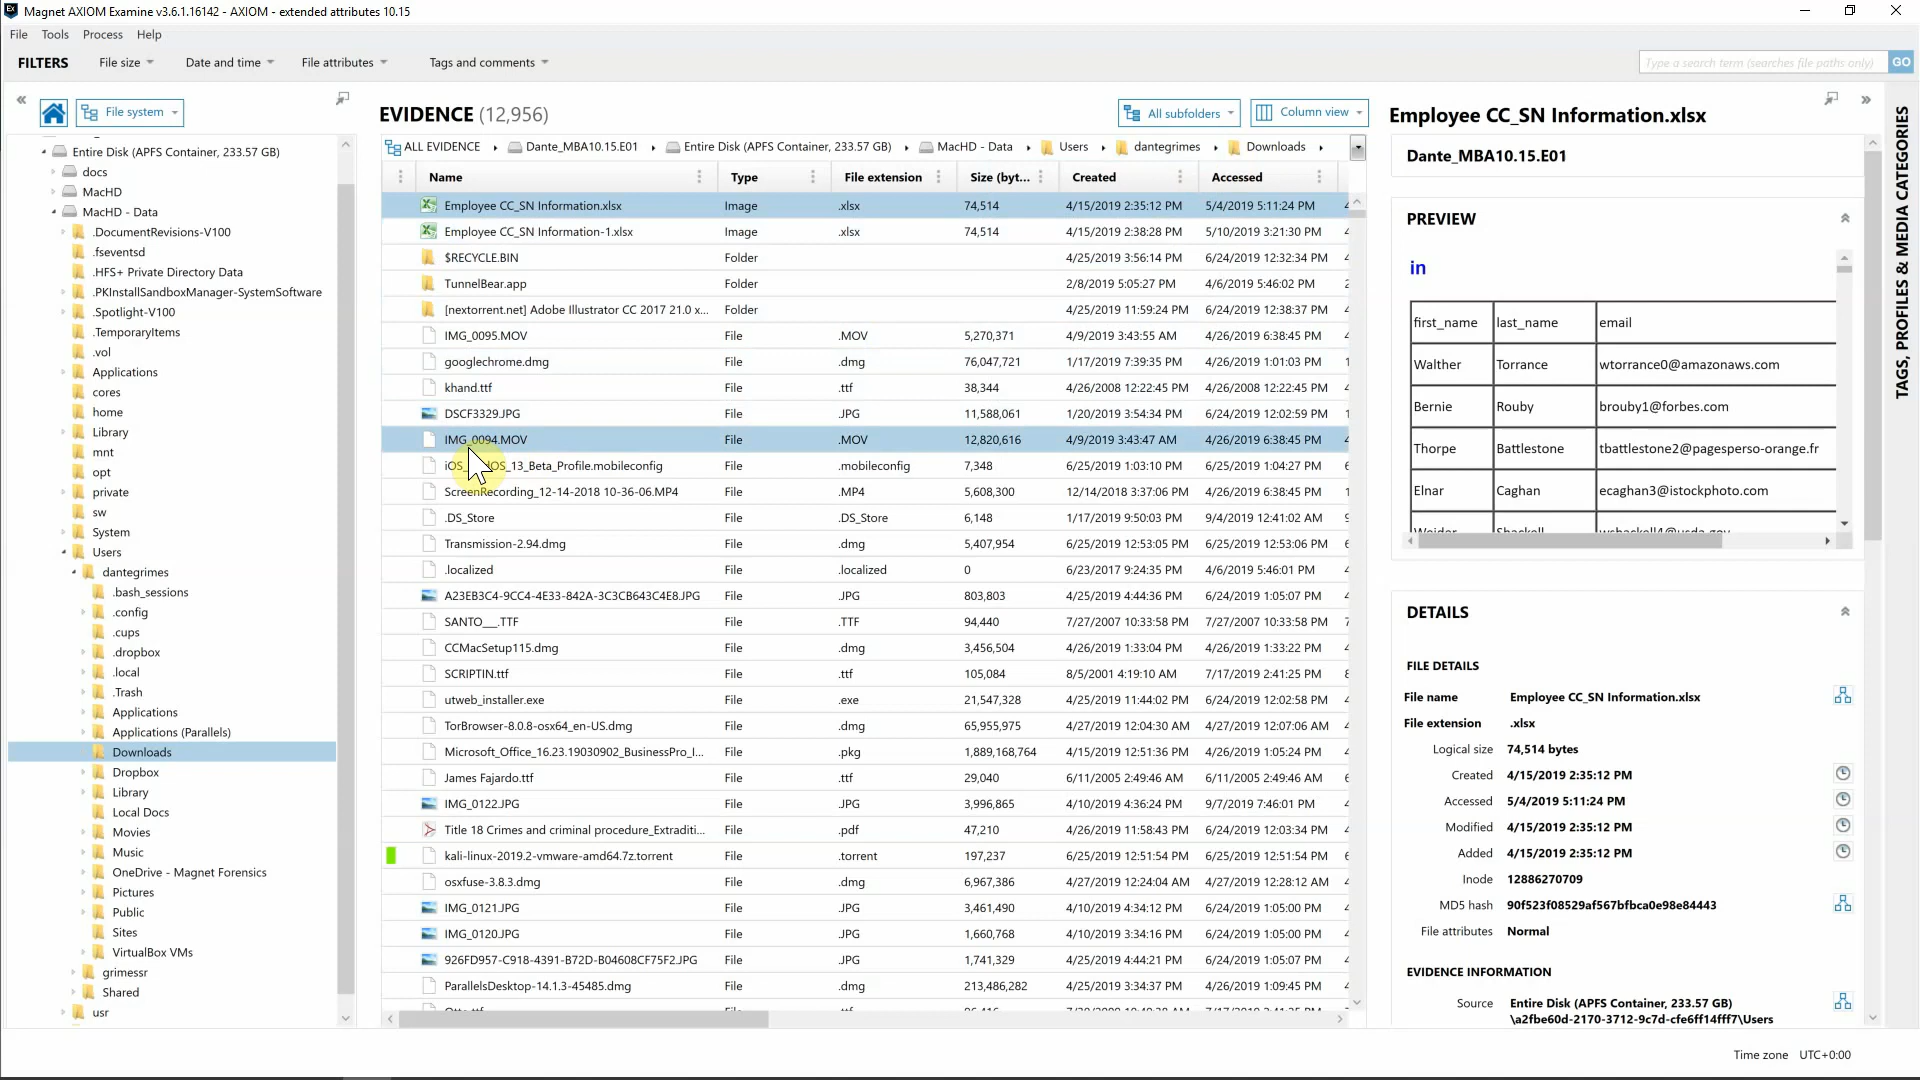 Magnet AXIOM Examine v3.6.1.16142 - AXIOM - extended attributes 10.15
File Tools Process Help
FILTERS File size Date and time File attributes Tags and comments
Type a search term (searches file paths only) GO
File system
Entire Disk (APFS Container, 233.57 GB)
docs
MacHD
MacHD - Data
.DocumentRevisions-V100
.fseventsd
.HFS+ Private Directory Data
.PKInstallSandboxManager-SystemSoftware
.Spotlight-V100
.TemporaryItems
.vol
Applications
cores
home
Library
mnt
opt
private
sw
System
Users
dantegrimes
.bash_sessions
.config
.cups
.dropbox
.local
.Trash
Applications
Applications (Parallels)
Downloads
Dropbox
Library
Local Docs
Movies
Music
OneDrive - Magnet Forensics
Pictures
Public
Sites
VirtualBox VMs
grimessr
Shared
usr
EVIDENCE (12,956)
All subfolders Column view
ALL EVIDENCE Dante_MBA10.15.E01 Entire Disk (APFS Container, 233.57 GB) MacHD - Data Users dantegrimes Downloads
Name Type File extension Size (byt... Created Accessed
Employee CC_SN Information.xlsx Image .xlsx 74,514 4/15/2019 2:35:12 PM 5/4/2019 5:11:24 PM
Employee CC_SN Information-1.xlsx Image .xlsx 74,514 4/15/2019 2:38:28 PM 5/10/2019 3:21:30 PM
$RECYCLE.BIN Folder 4/25/2019 3:56:14 PM 6/24/2019 12:32:34 PM
TunnelBear.app Folder 2/8/2019 5:05:27 PM 4/6/2019 5:46:02 PM
[nextorrent.net] Adobe Illustrator CC 2017 21.0 x... Folder 4/25/2019 11:59:24 PM 6/24/2019 12:38:37 PM
IMG_0095.MOV File .MOV 5,270,371 4/9/2019 3:43:55 AM 4/26/2019 6:38:45 PM
googlechrome.dmg File .dmg 76,047,721 1/17/2019 7:39:35 PM 4/26/2019 1:01:03 PM
khand.ttf File .ttf 38,344 4/26/2008 12:22:45 PM 4/26/2008 12:22:45 PM
DSCF3329.JPG File .JPG 11,588,061 1/20/2019 3:54:34 PM 6/24/2019 12:02:59 PM
IMG_0094.MOV File .MOV 12,820,616 4/9/2019 3:43:47 AM 4/26/2019 6:38:45 PM
OS_13_Beta_Profile.mobileconfig File .mobileconfig 7,348 6/25/2019 1:03:10 PM 6/25/2019 1:04:27 PM
ScreenRecording_12-14-2018 10-36-06.MP4 File .MP4 5,608,300 12/14/2018 3:37:06 PM 4/26/2019 6:38:45 PM
.DS_Store File .DS_Store 6,148 1/17/2019 9:50:03 PM 9/4/2019 12:41:02 AM
Transmission-2.94.dmg File .dmg 5,407,954 6/25/2019 12:53:05 PM 6/25/2019 12:53:06 PM
.localized File .localized 0 6/23/2017 9:24:35 PM 4/6/2019 5:46:01 PM
A23EB3C4-9CC4-4E33-842A-3C3CB643C4E8.JPG File .JPG 803,803 4/25/2019 4:44:36 PM 6/24/2019 1:05:07 PM
SANTO___.TTF File .TTF 94,440 7/27/2007 10:33:58 PM 7/27/2007 10:33:58 PM
CCMacSetup115.dmg File .dmg 3,456,504 4/26/2019 1:33:04 PM 4/26/2019 1:33:22 PM
SCRIPTIN.ttf File .ttf 105,084 8/5/2001 4:19:10 AM 7/17/2019 2:41:25 PM
utweb_installer.exe File .exe 21,547,328 4/25/2019 11:44:02 PM 6/24/2019 12:02:58 PM
TorBrowser-8.0.8-osx64_en-US.dmg File .dmg 65,955,975 4/27/2019 12:04:30 AM 4/27/2019 12:07:06 AM
Microsoft_Office_16.23.19030902_BusinessPro_I... File .pkg 1,889,168,764 4/15/2019 12:51:36 PM 4/26/2019 1:05:24 PM
James Fajardo.ttf File .ttf 29,040 6/11/2005 2:49:46 AM 6/11/2005 2:49:46 AM
IMG_0122.JPG File .JPG 3,996,865 4/10/2019 4:36:24 PM 9/7/2019 7:46:01 PM
Title 18 Crimes and criminal procedure_Extraditi... File .pdf 47,210 4/26/2019 11:58:43 PM 6/24/2019 12:03:34 PM
kali-linux-2019.2-vmware-amd64.7z.torrent File .torrent 197,237 6/25/2019 12:51:54 PM 6/25/2019 12:51:54 PM
osxfuse-3.8.3.dmg File .dmg 6,967,386 4/27/2019 12:24:04 AM 4/27/2019 12:28:12 AM
IMG_0121.JPG File .JPG 3,461,490 4/10/2019 4:34:12 PM 6/24/2019 1:05:00 PM
IMG_0120.JPG File .JPG 1,660,768 4/10/2019 3:34:16 PM 6/24/2019 1:05:00 PM
926FD957-C918-4391-B72D-B04608CF75F2.JPG File .JPG 1,741,329 4/25/2019 4:44:21 PM 6/24/2019 1:05:07 PM
ParallelsDesktop-14.1.3-45485.dmg File .dmg 213,486,282 4/25/2019 3:34:37 PM 4/26/2019 1:09:45 PM
Employee CC_SN Information.xlsx
Dante_MBA10.15.E01
PREVIEW
in
first_name last_name email
Walther Torrance wtorrance0@amazonaws.com
Bernie Rouby brouby1@forbes.com
Thorpe Battlestone tbattlestone2@pagesperso-orange.fr
Elnar Caghan ecaghan3@istockphoto.com
DETAILS
FILE DETAILS
File name Employee CC_SN Information.xlsx
File extension .xlsx
Logical size 74,514 bytes
Created 4/15/2019 2:35:12 PM
Accessed 5/4/2019 5:11:24 PM
Modified 4/15/2019 2:35:12 PM
Added 4/15/2019 2:35:12 PM
Inode 12886270709
MD5 hash 90f523f08529af567bfbca0e98e84443
File attributes Normal
EVIDENCE INFORMATION
Source Entire Disk (APFS Container, 233.57 GB)
\a2fbe60d-2170-3712-9c7d-cfe6ff14fff7\Users
TAGS, PROFILES & MEDIA CATEGORIES
Time zone UTC+0:00